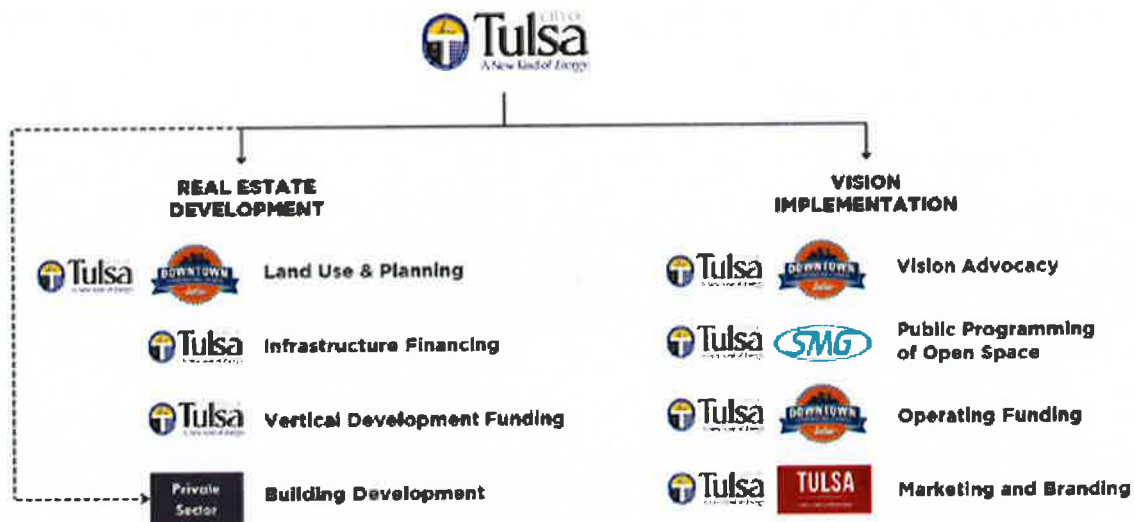 CITY OF
Tulsa
A New Kind of Energy
REAL ESTATE
DEVELOPMENT
VISION
IMPLEMENTATION
Tulsa
DOWNTOWN
Land Use & Planning
Tulsa
DOWNTOWN
Vision Advocacy
Tulsa
Infrastructure Financing
Tulsa
SMG
Public Programming
of Open Space
Tulsa
Vertical Development Funding
Tulsa
DOWNTOWN
Operating Funding
Private
Sector
Building Development
Tulsa
TULSA
Marketing and Branding